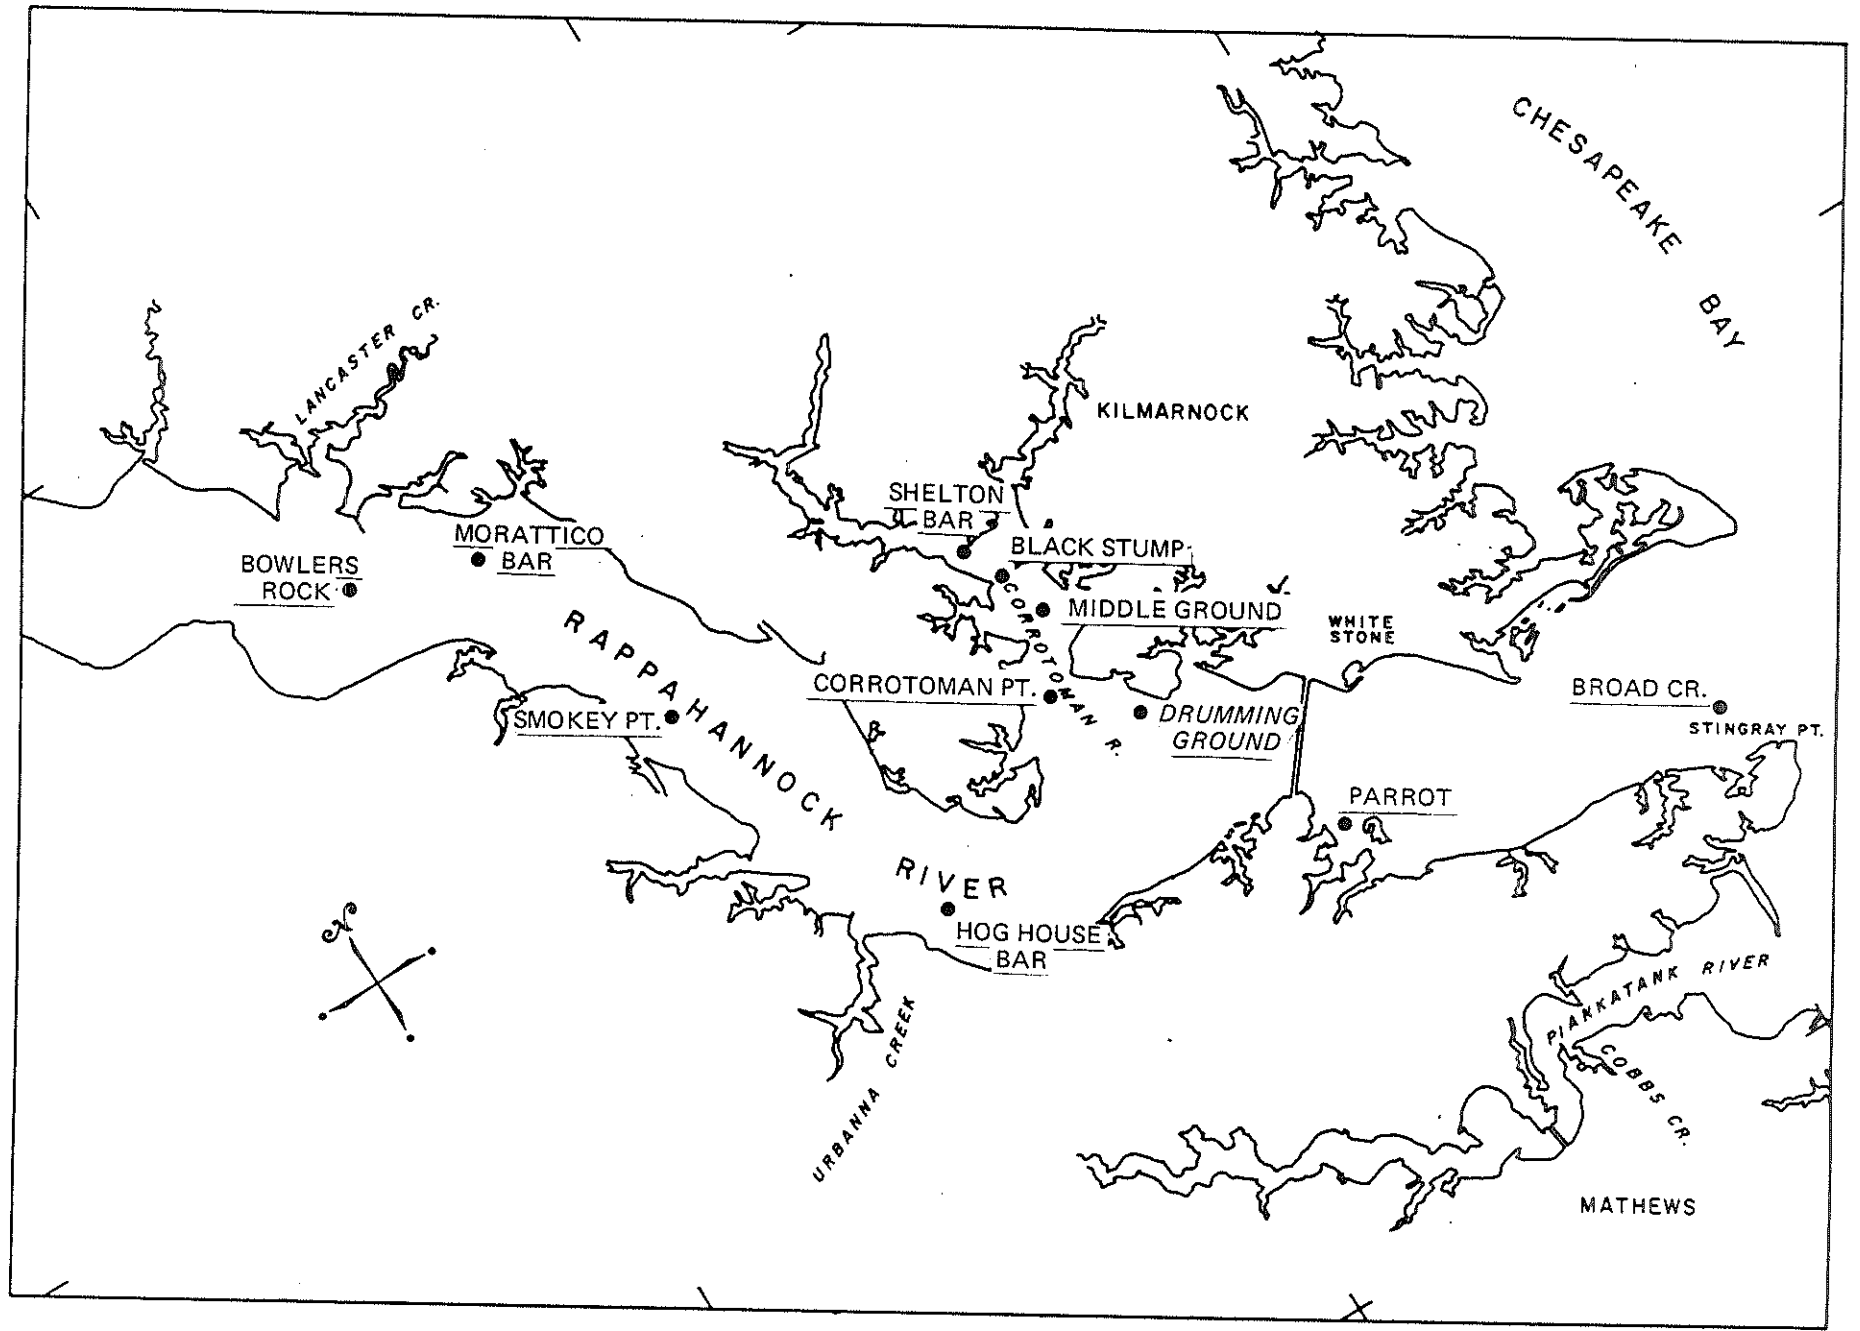 CHESAPEAKE BAY
LANCASTER CR.
KILMARNOCK
SHELTON
BAR
MORATTICO
BAR
BLACK STUMP
BOWLERS
ROCK
MIDDLE GROUND
WHITE
STONE
CORROTOMAN R.
RAPPAHANNOCK
RIVER
CORROTOMAN PT.
BROAD CR.
SMOKEY PT.
DRUMMING
GROUND
STINGRAY PT.
PARROT
HOG HOUSE
BAR
N
URBANNA CREEK
PIAKKATANK RIVER
COBBS CR.
MATHEWS